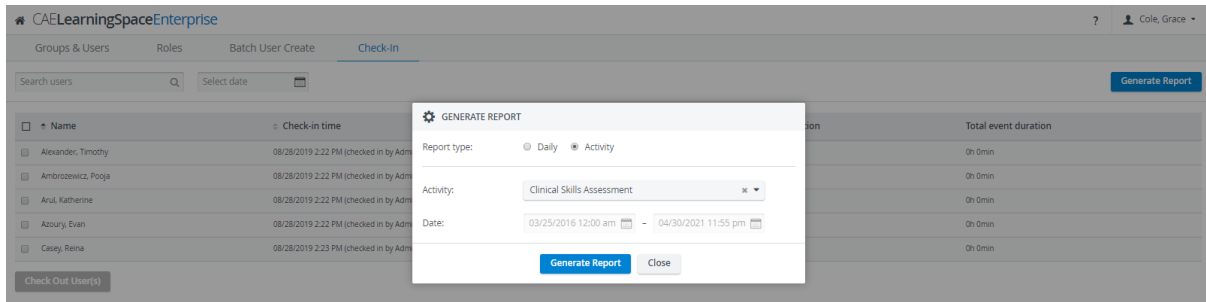 CAELearningSpaceEnterprise ? Cole, Grace
Groups & Users Roles Batch User Create Check-In
Search users Select date Generate Report
Name Check-in time tion Total event duration
Alexander, Timothy 08/28/2019 2:22 PM (checked in by Adm 0h 0min
Ambrozewicz, Pooja 08/28/2019 2:22 PM (checked in by Adm 0h 0min
Arul, Katherine 08/28/2019 2:22 PM (checked in by Adm 0h 0min
Azoury, Evan 08/28/2019 2:22 PM (checked in by Adm 0h 0min
Casey, Reina 08/28/2019 2:23 PM (checked in by Adm 0h 0min
Check Out User(s)
GENERATE REPORT
Report type: Daily Activity
Activity: Clinical Skills Assessment
Date: 03/25/2016 12:00 am – 04/30/2021 11:55 pm
Generate Report Close